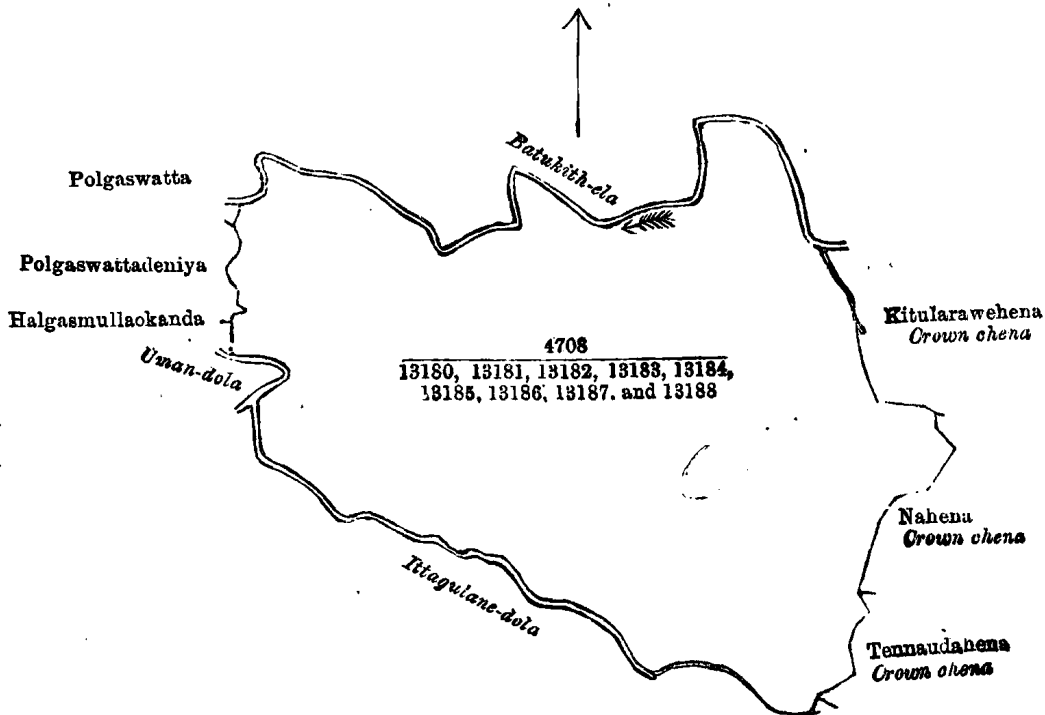 Batukith-ela
Polgaswatta
Polgaswattadeniya
Halgasmullaokanda
Uman-dola
Kitularawehena
Crown chena
4708
13180, 13181, 13182, 13183, 13184,
13185, 13186, 13187. and 13188
Nahena
Crown chena
Ittagulane-dola
Tennaudahena
Crown chena